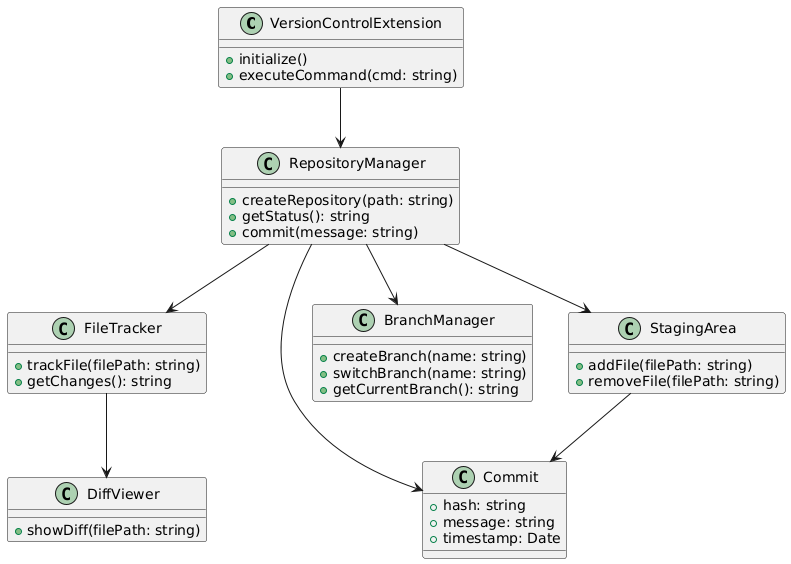 C VersionControlExtension
initialize()
executeCommand(cmd: string)
C RepositoryManager
createRepository(path: string)
getStatus(): string
commit(message: string)
C FileTracker
trackFile(filePath: string)
getChanges(): string
C BranchManager
createBranch(name: string)
switchBranch(name: string)
getCurrentBranch(): string
C StagingArea
addFile(filePath: string)
removeFile(filePath: string)
C DiffViewer
showDiff(filePath: string)
C Commit
hash: string
message: string
timestamp: Date